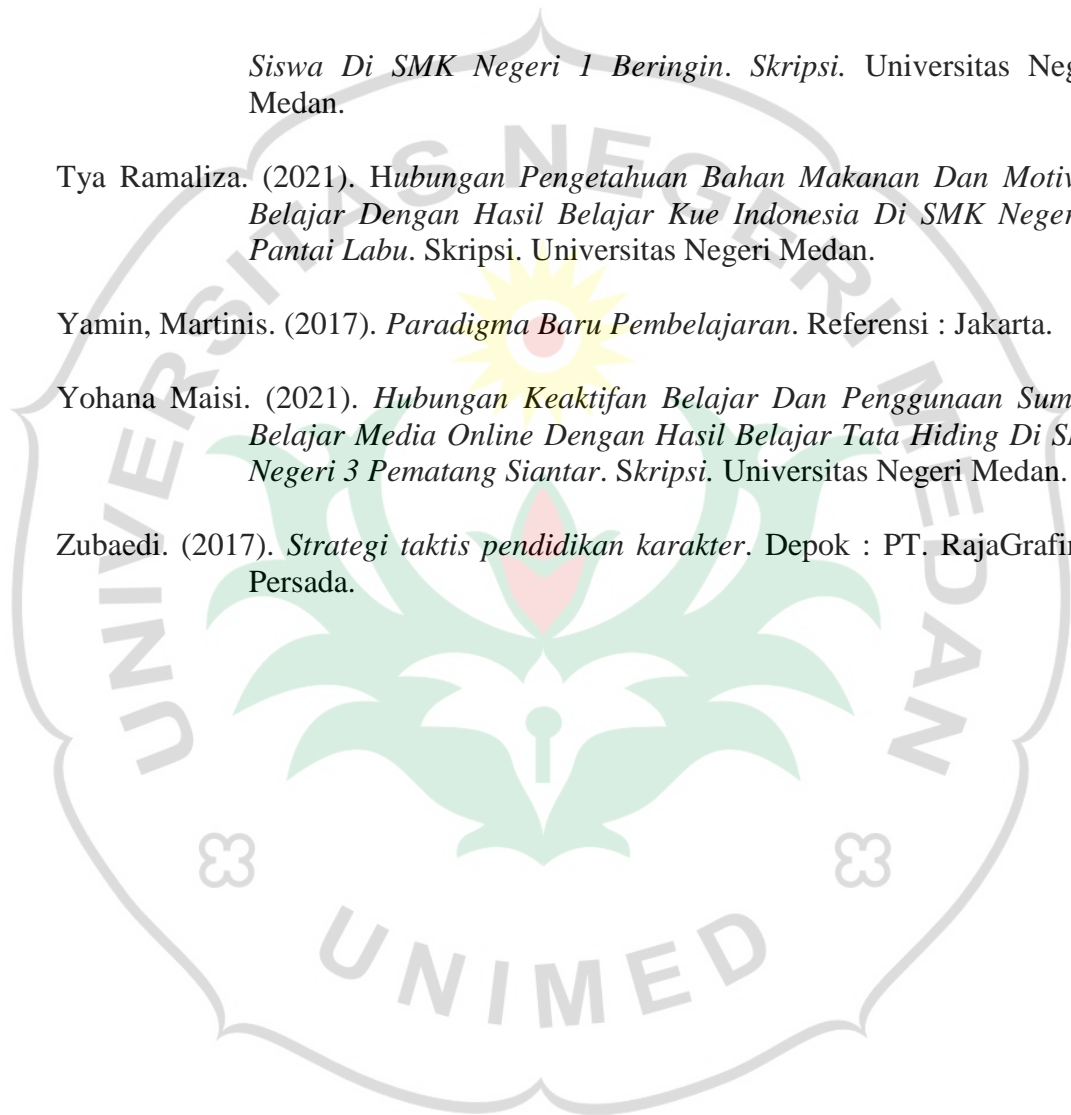 Siswa Di SMK Negeri 1 Beringin. Skripsi. Universitas Neg
Medan.
Tya Ramaliza. (2021). Hubungan Pengetahuan Bahan Makanan Dan Motiv
Belajar Dengan Hasil Belajar Kue Indonesia Di SMK Neger
Pantai Labu. Skripsi. Universitas Negeri Medan.
Yamin, Martinis. (2017). Paradigma Baru Pembelajaran. Referensi : Jakarta.
Yohana Maisi. (2021). Hubungan Keaktifan Belajar Dan Penggunaan Sum
Belajar Media Online Dengan Hasil Belajar Tata Hiding Di S
Negeri 3 Pematang Siantar. Skripsi. Universitas Negeri Medan.
Zubaedi. (2017). Strategi taktis pendidikan karakter. Depok : PT. RajaGrafin
Persada.
UNIVERSITAS NEGERI MEDAN
UNIMED